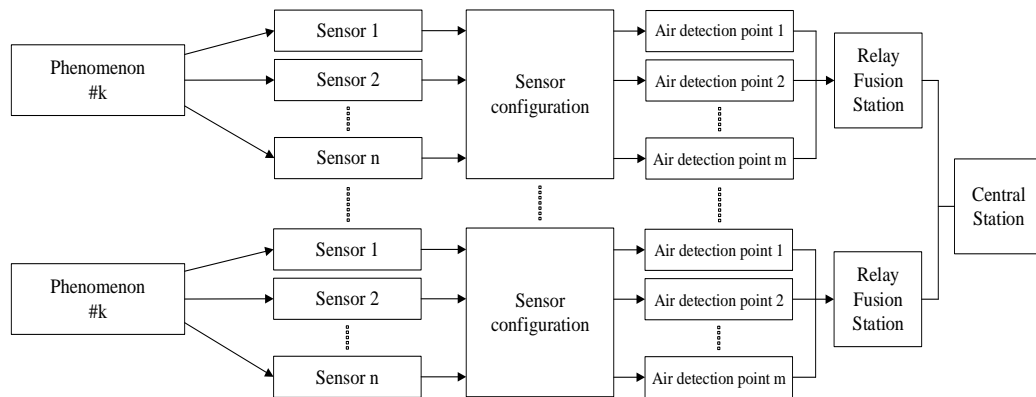 Phenomenon
#k
Sensor 1
Sensor 2
Sensor n
Sensor
configuration
Air detection point 1
Air detection point 2
Air detection point m
Relay
Fusion
Station
Phenomenon
#k
Sensor 1
Sensor 2
Sensor n
Sensor
configuration
Air detection point 1
Air detection point 2
Air detection point m
Relay
Fusion
Station
Central
Station